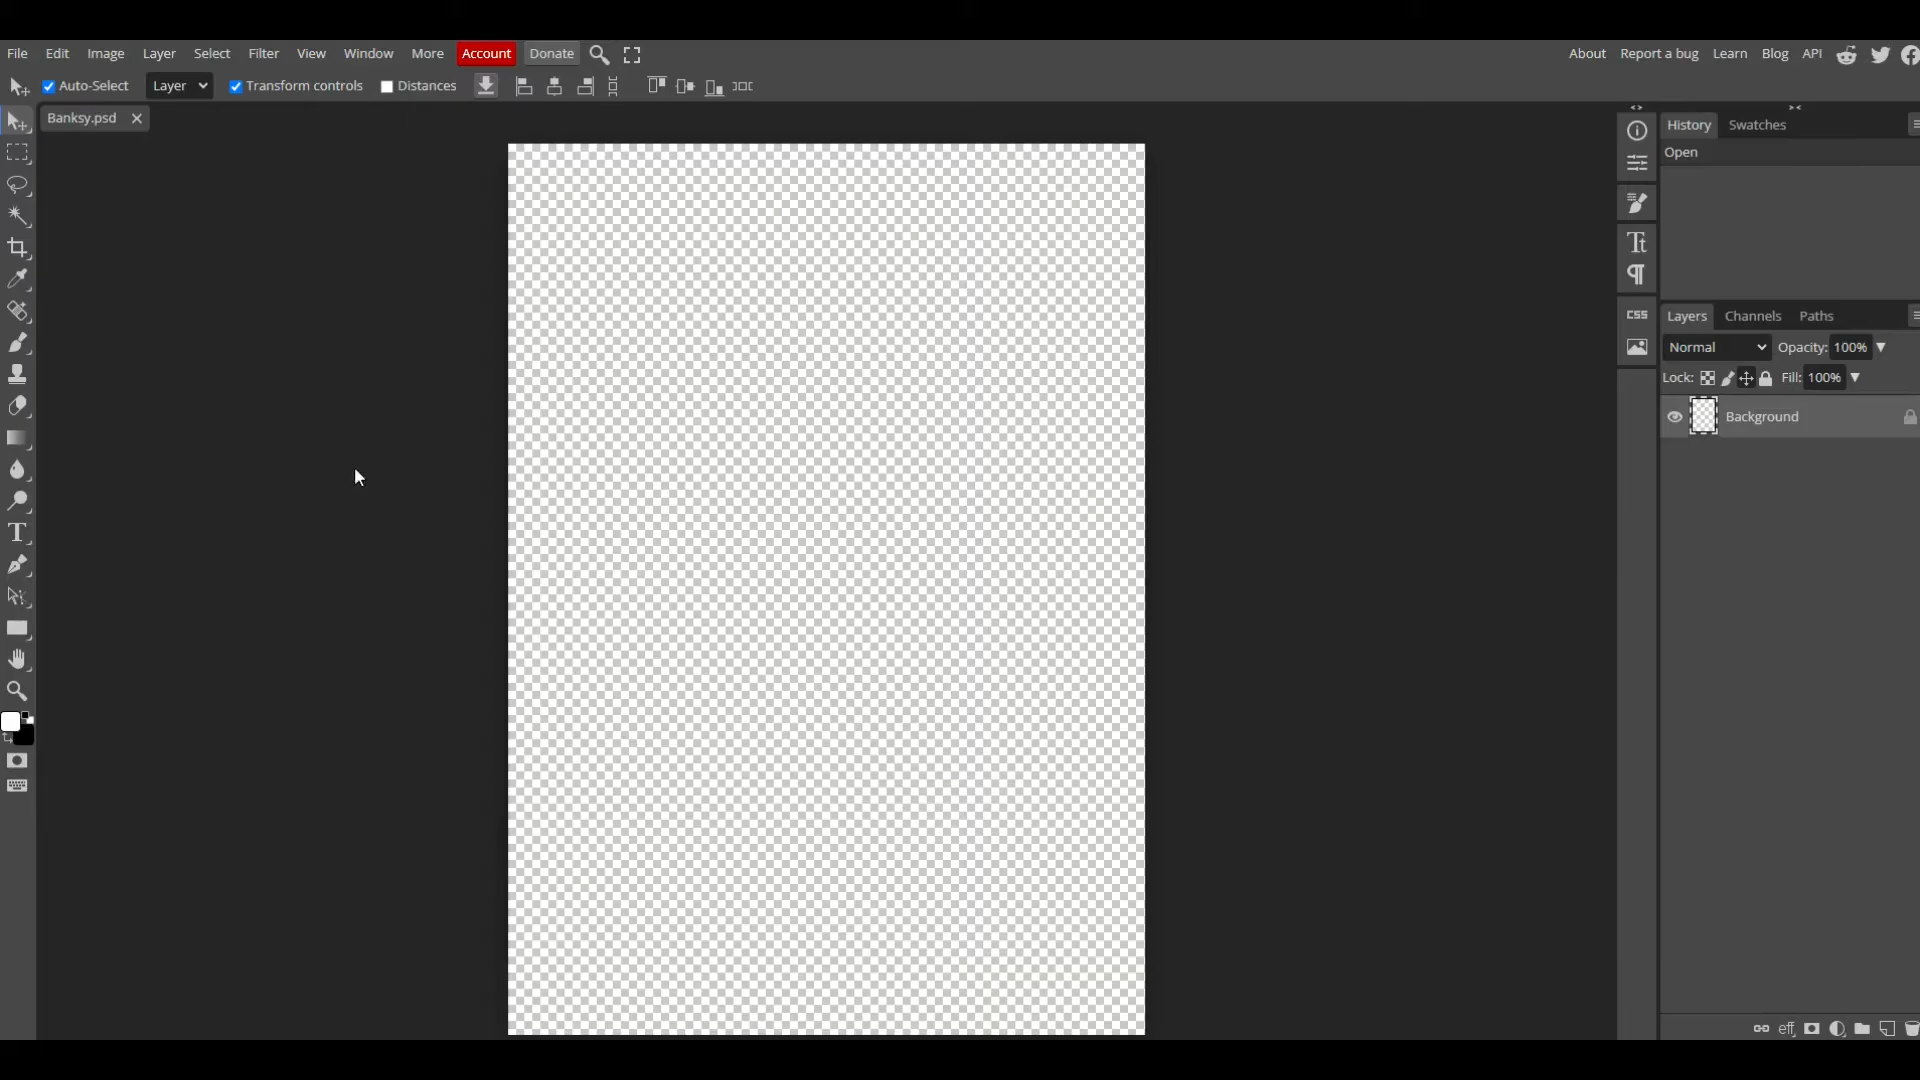 File Edit Image Layer Select Filter View Window More Account Donate About Report a bug Learn Blog API
Auto-Select Layer Transform controls Distances
Banksy.psd
History Swatches
Open
CSS
Layers Channels Paths
Normal Opacity: 100%
Lock: Fill: 100%
Background
eff